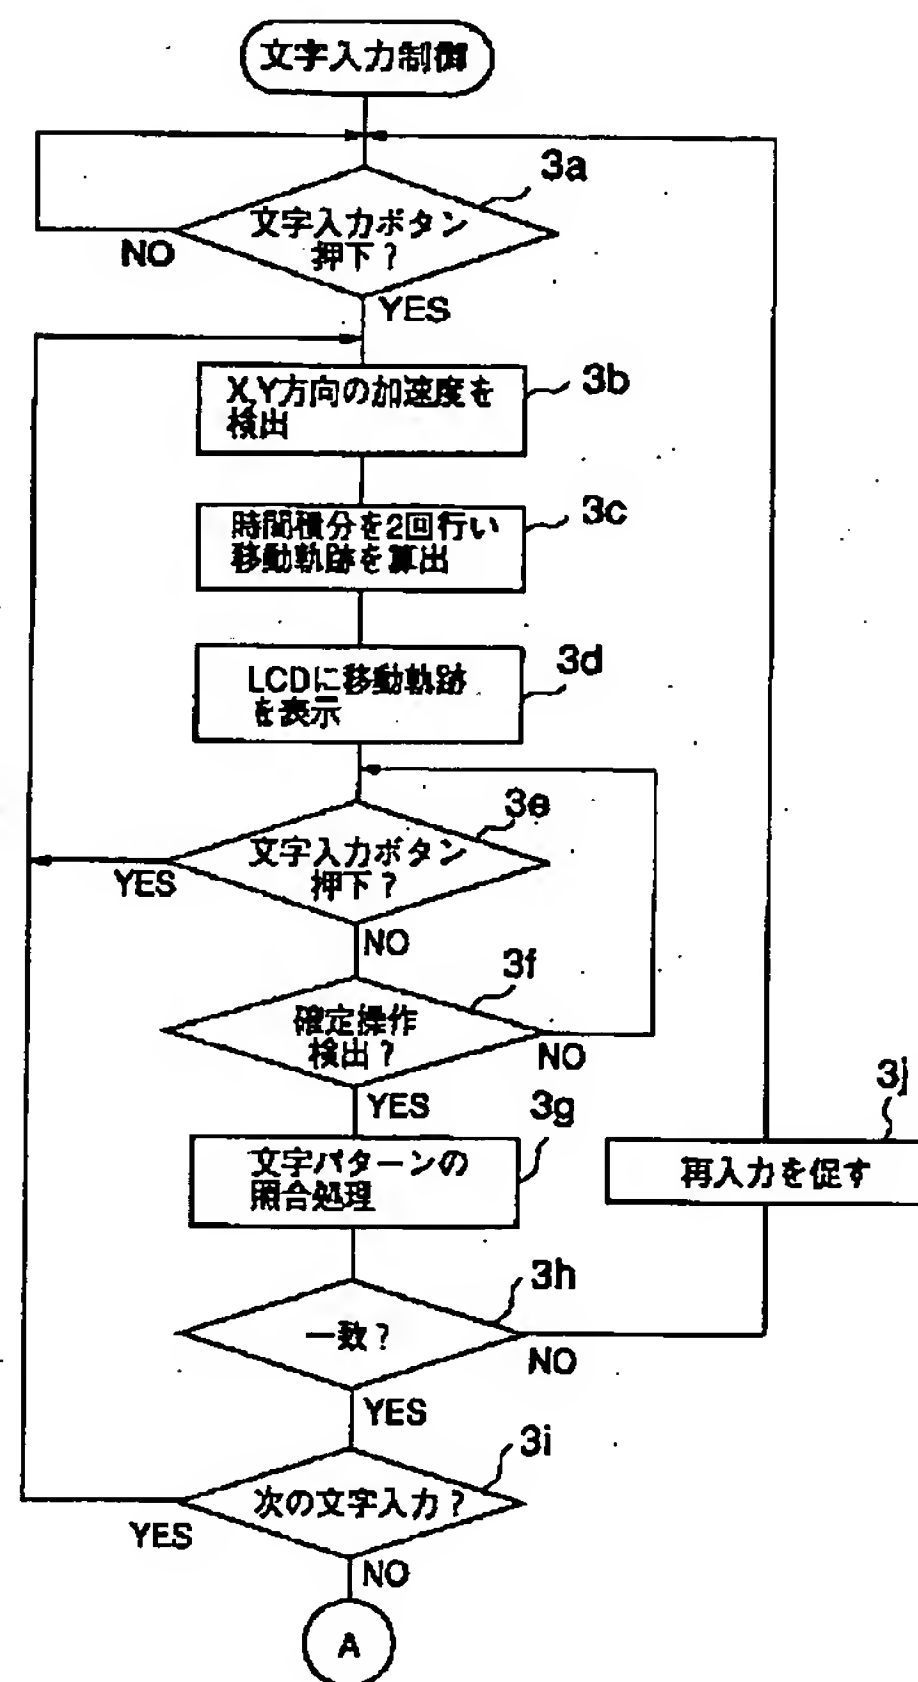 文字入力制御
3a
文字入力ボタン
押下？
NO
YES
3b
X,Y方向の加速度を
検出
3c
時間積分を2回行い
移動軌跡を算出
3d
LCDに移動軌跡
を表示
3e
文字入力ボタン
押下？
YES
NO
3f
確定操作
検出？
NO
YES
3g
文字パターンの
照合処理
3j
再入力を促す
3h
一致？
NO
YES
3i
次の文字入力？
YES
NO
A